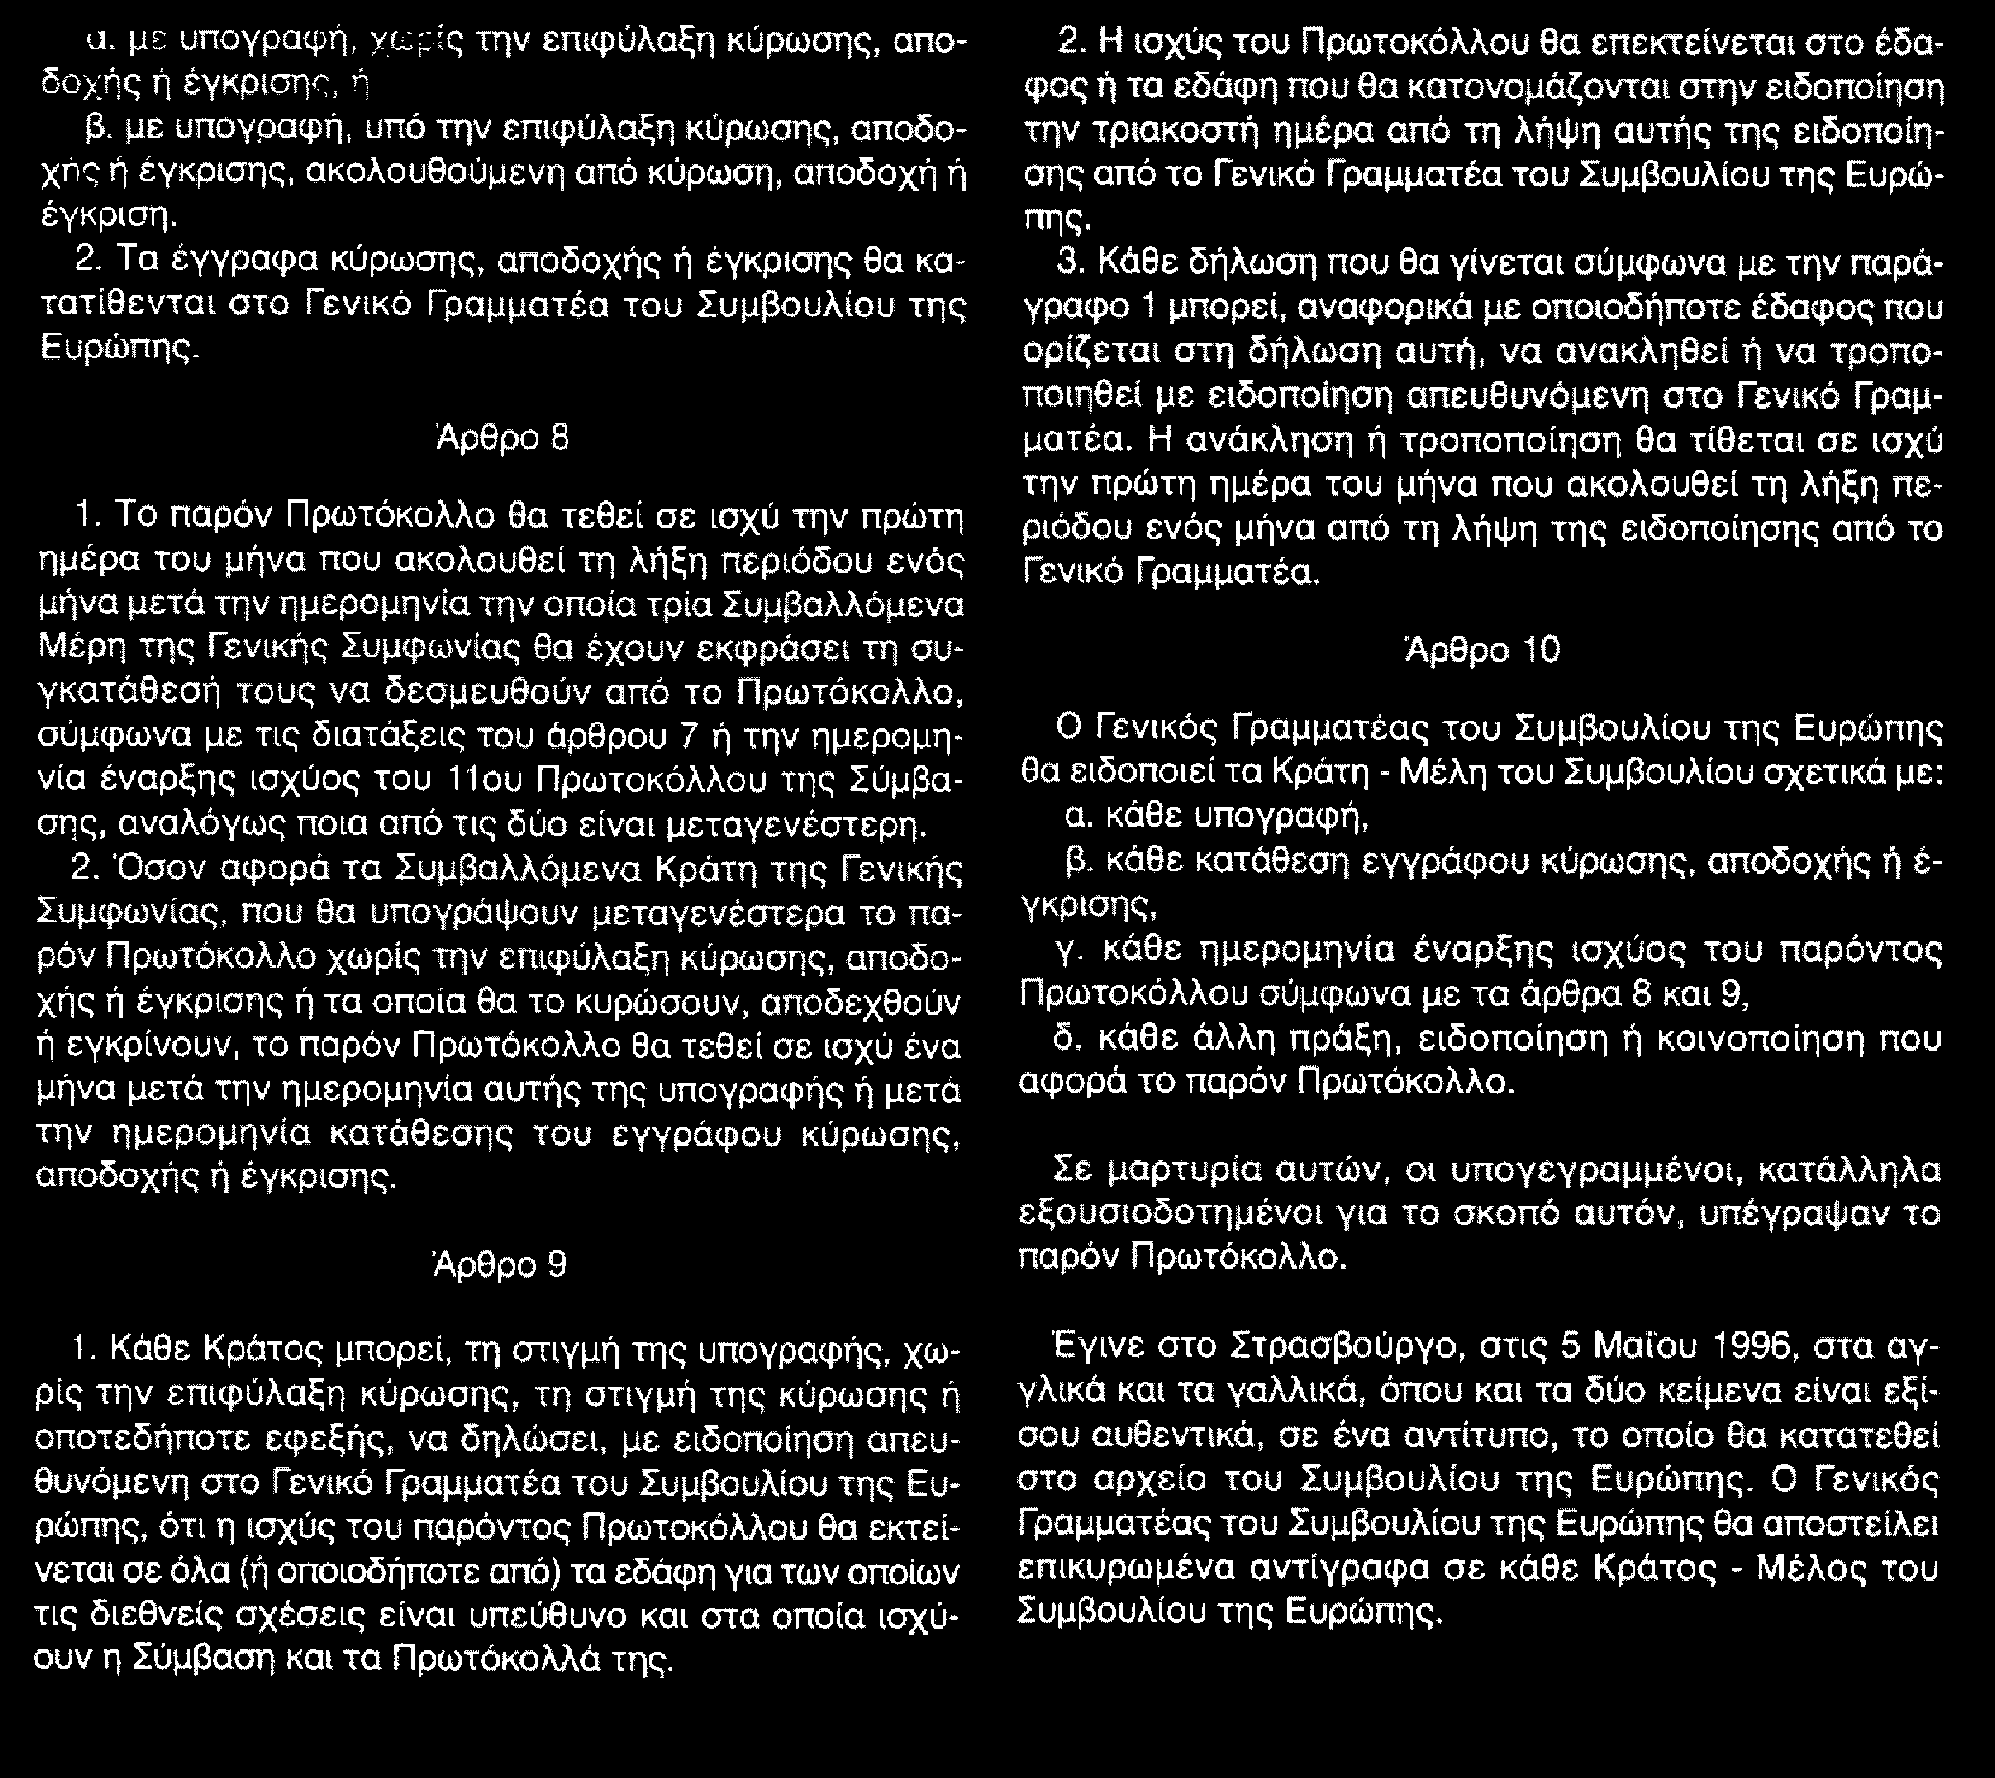 α. με υπογραφή, χωρίς την επιφύλαξη κύρωσης, απο-
δοχής ή έγκρισης, ή
β. με υπογραφή, υπό την επιφύλαξη κύρωσης, αποδο-
χής ή έγκρισης, ακολουθούμενη από κύρωση, αποδοχή ή
έγκριση.
2. Τα έγγραφα κύρωσης, αποδοχής ή έγκρισης θα κα-
τατίθενται στο Γενικό Γραμματέα του Συμβουλίου της
Ευρώπης.
Άρθρο 8
1. Το παρόν Πρωτόκολλο θα τεθεί σε ισχύ την πρώτη
ημέρα του μήνα που ακολουθεί τη λήξη περιόδου ενός
μήνα μετά την ημερομηνία την οποία τρία Συμβαλλόμενα
Μέρη της Γενικής Συμφωνίας θα έχουν εκφράσει τη συ-
γκατάθεσή τους να δεσμευθούν από το Πρωτόκολλο,
σύμφωνα με τις διατάξεις του άρθρου 7 ή την ημερομη-
νία έναρξης ισχύος του 11ου Πρωτοκόλλου της Σύμβα-
σης, αναλόγως ποια από τις δύο είναι μεταγενέστερη.
2. Όσον αφορά τα Συμβαλλόμενα Κράτη της Γενικής
Συμφωνίας, που θα υπογράψουν μεταγενέστερα το πα-
ρόν Πρωτόκολλο χωρίς την επιφύλαξη κύρωσης, αποδο-
χής ή έγκρισης ή τα οποία θα το κυρώσουν, αποδεχθούν
ή εγκρίνουν, το παρόν Πρωτόκολλο θα τεθεί σε ισχύ ένα
μήνα μετά την ημερομηνία αυτής της υπογραφής ή μετά
την ημερομηνία κατάθεσης του εγγράφου κύρωσης,
αποδοχής ή έγκρισης.
Άρθρο 9
1. Κάθε Κράτος μπορεί, τη στιγμή της υπογραφής, χω-
ρίς την επιφύλαξη κύρωσης, τη στιγμή της κύρωσης ή
οποτεδήποτε εφεξής, να δηλώσει, με ειδοποίηση απευ-
θυνόμενη στο Γενικό Γραμματέα του Συμβουλίου της Ευ-
ρώπης, ότι η ισχύς του παρόντος Πρωτοκόλλου θα εκτεί-
νεται σε όλα (ή οποιοδήποτε από) τα εδάφη για των οποίων
τις διεθνείς σχέσεις είναι υπεύθυνο και στα οποία ισχύ-
ουν η Σύμβαση και τα Πρωτόκολλά της.
2. Η ισχύς του Πρωτοκόλλου θα επεκτείνεται στο έδα-
φος ή τα εδάφη που θα κατονομάζονται στην ειδοποίηση
την τριακοστή ημέρα από τη λήψη αυτής της ειδοποίη-
σης από το Γενικό Γραμματέα του Συμβουλίου της Ευρώ-
πης.
3. Κάθε δήλωση που θα γίνεται σύμφωνα με την παρά-
γραφο 1 μπορεί, αναφορικά με οποιοδήποτε έδαφος που
ορίζεται στη δήλωση αυτή, να ανακληθεί ή να τροπο-
ποιηθεί με ειδοποίηση απευθυνόμενη στο Γενικό Γραμ-
ματέα. Η ανάκληση ή τροποποίηση θα τίθεται σε ισχύ
την πρώτη ημέρα του μήνα που ακολουθεί τη λήξη πε-
ριόδου ενός μήνα από τη λήψη της ειδοποίησης από το
Γενικό Γραμματέα.
Άρθρο 10
Ο Γενικός Γραμματέας του Συμβουλίου της Ευρώπης
θα ειδοποιεί τα Κράτη - Μέλη του Συμβουλίου σχετικά με:
α. κάθε υπογραφή,
β. κάθε κατάθεση εγγράφου κύρωσης, αποδοχής ή έ-
γκρισης,
γ. κάθε ημερομηνία έναρξης ισχύος του παρόντος
Πρωτοκόλλου σύμφωνα με τα άρθρα 8 και 9,
δ. κάθε άλλη πράξη, ειδοποίηση ή κοινοποίηση που
αφορά το παρόν Πρωτόκολλο.
Σε μαρτυρία αυτών, οι υπογεγραμμένοι, κατάλληλα
εξουσιοδοτημένοι για το σκοπό αυτόν, υπέγραψαν το
παρόν Πρωτόκολλο.
Έγινε στο Στρασβούργο, στις 5 Μαΐου 1996, στα αγ-
γλικά και τα γαλλικά, όπου και τα δύο κείμενα είναι εξί-
σου αυθεντικά, σε ένα αντίτυπο, το οποίο θα κατατεθεί
στο αρχείο του Συμβουλίου της Ευρώπης. Ο Γενικός
Γραμματέας του Συμβουλίου της Ευρώπης θα αποστείλει
επικυρωμένα αντίγραφα σε κάθε Κράτος - Μέλος του
Συμβουλίου της Ευρώπης.